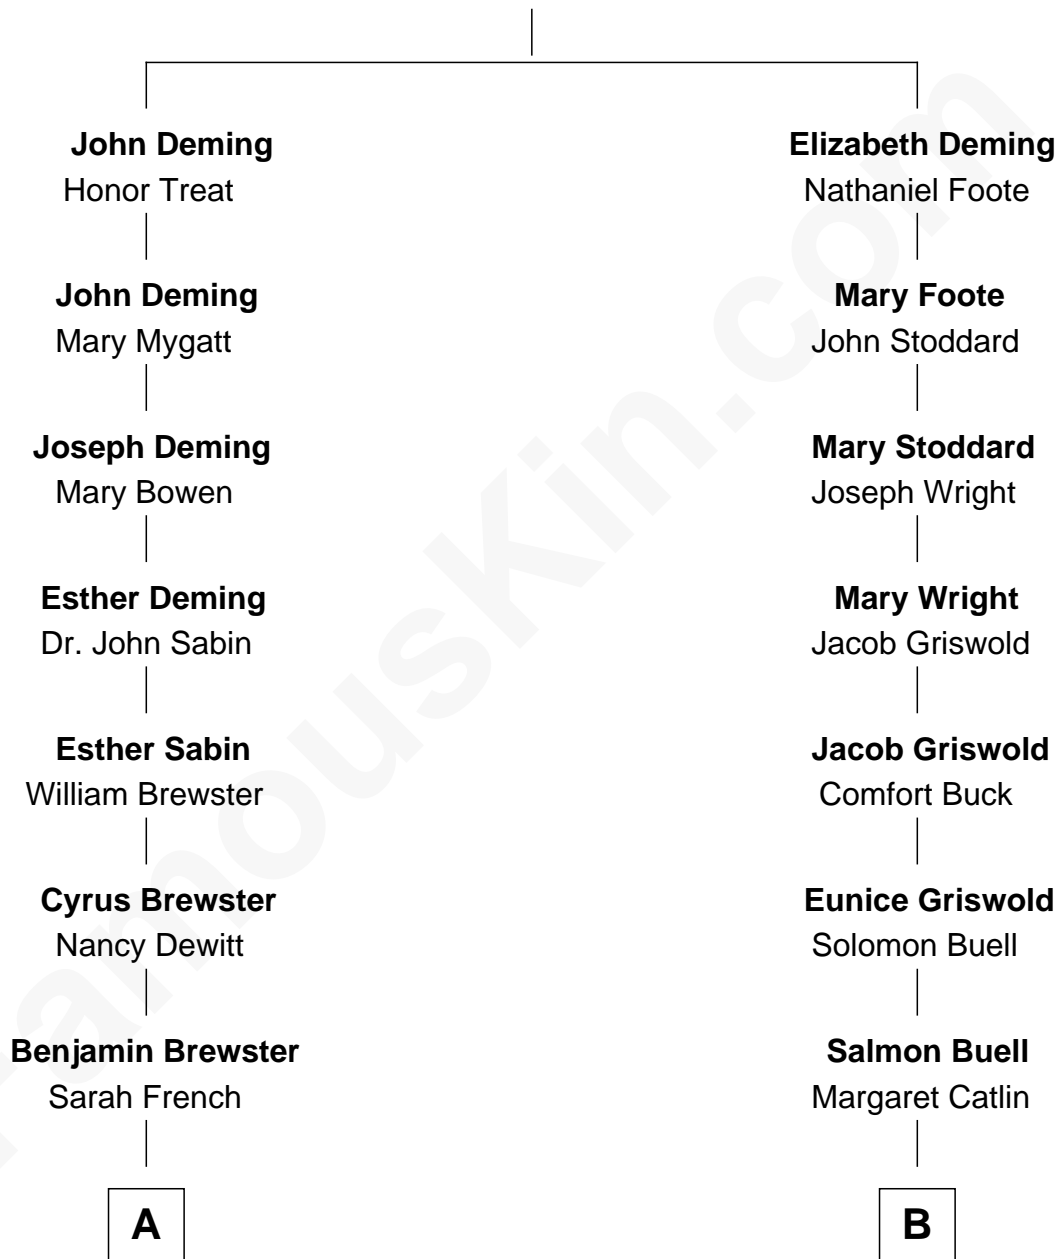 John Deming
Honor Treat
John Deming
Mary Mygatt
Joseph Deming
Mary Bowen
Esther Deming
Dr. John Sabin
Esther Sabin
William Brewster
Cyrus Brewster
Nancy Dewitt
Benjamin Brewster
Sarah French
A
Elizabeth Deming
Nathaniel Foote
Mary Foote
John Stoddard
Mary Stoddard
Joseph Wright
Mary Wright
Jacob Griswold
Jacob Griswold
Comfort Buck
Eunice Griswold
Solomon Buell
Salmon Buell
Margaret Catlin
B
FamousKin.com